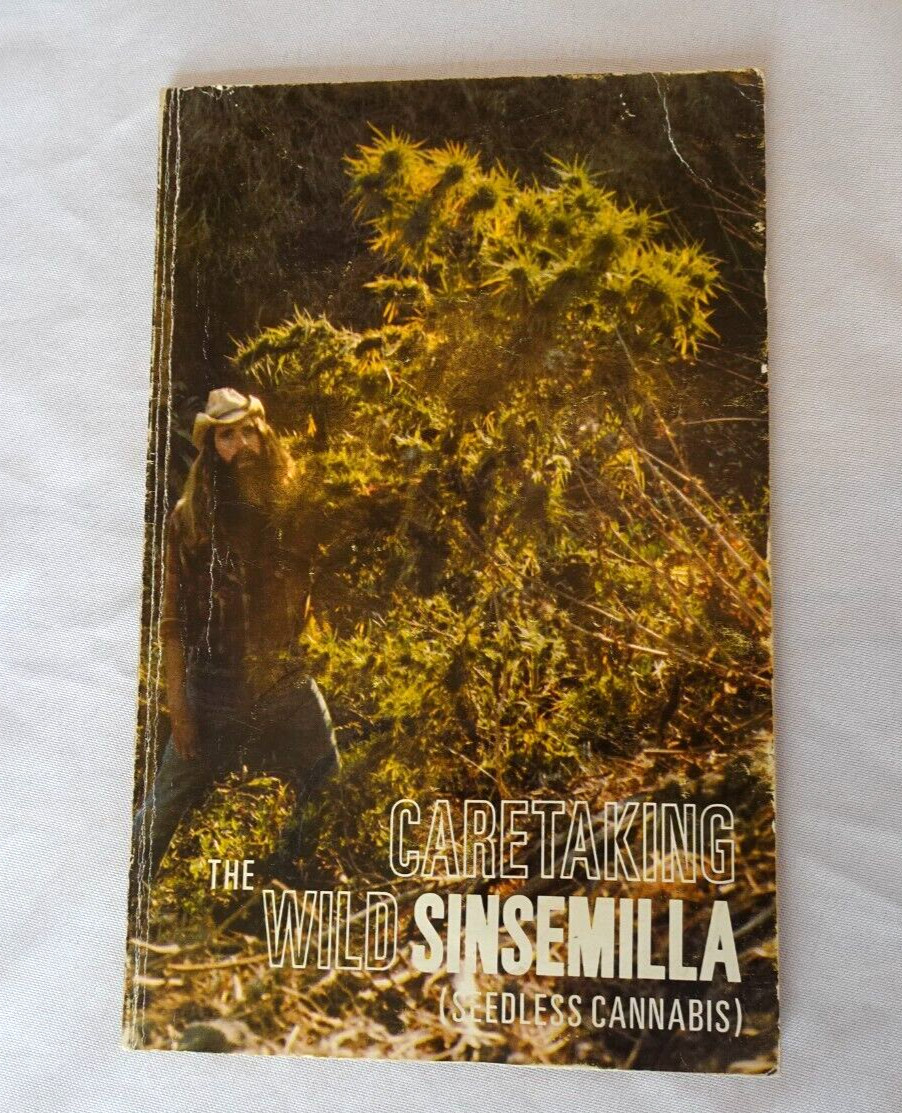 CARETAKING
THE
WILD SINSEMILLA
(SEEDLESS CANNABIS)